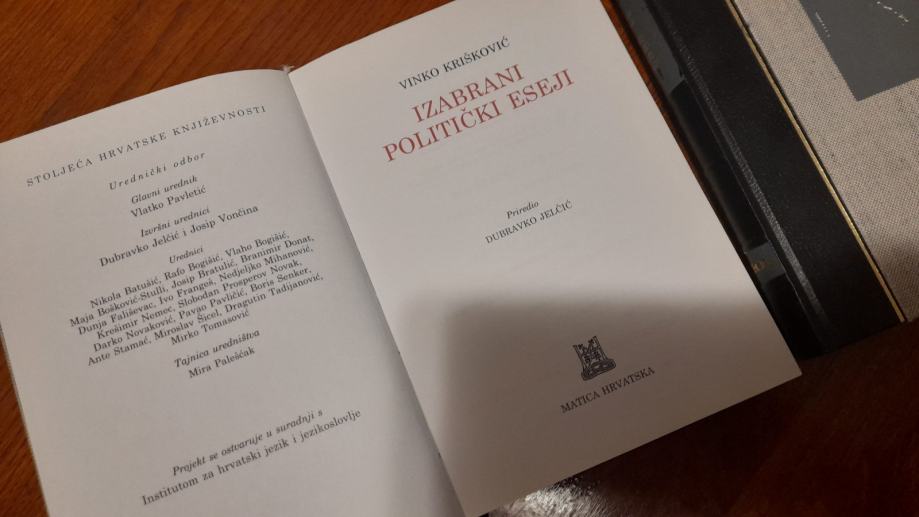 STOLJEĆA HRVATSKE KNJIŽEVNOSTI
Urednički odbor
Glavni urednik
Vlatko Pavletić
Izvršni urednici
Dubravko Jelčić i Josip Vončina
Urednici
Nikola Batušić, Rafo Bogišić, Vlaho Bogišić,
Maja Bošković-Stulli, Josip Bratulić, Branimir Donat,
Dunja Fališevac, Ivo Frangeš, Nedjeljko Mihanović,
Krešimir Nemec, Slobodan Prosperov Novak,
Darko Novaković, Pavao Pavličić, Boris Senker,
Ante Stamać, Miroslav Šicel, Dragutin Tadijanović,
Mirko Tomasović
Tajnica uredništva
Mira Palešćak
Projekt se ostvaruje u suradnji s
Institutom za hrvatski jezik i jezikoslovlje
VINKO KRIŠKOVIĆ
IZABRANI
POLITIČKI ESEJI
Priredio
DUBRAVKO JELČIĆ
MATICA HRVATSKA